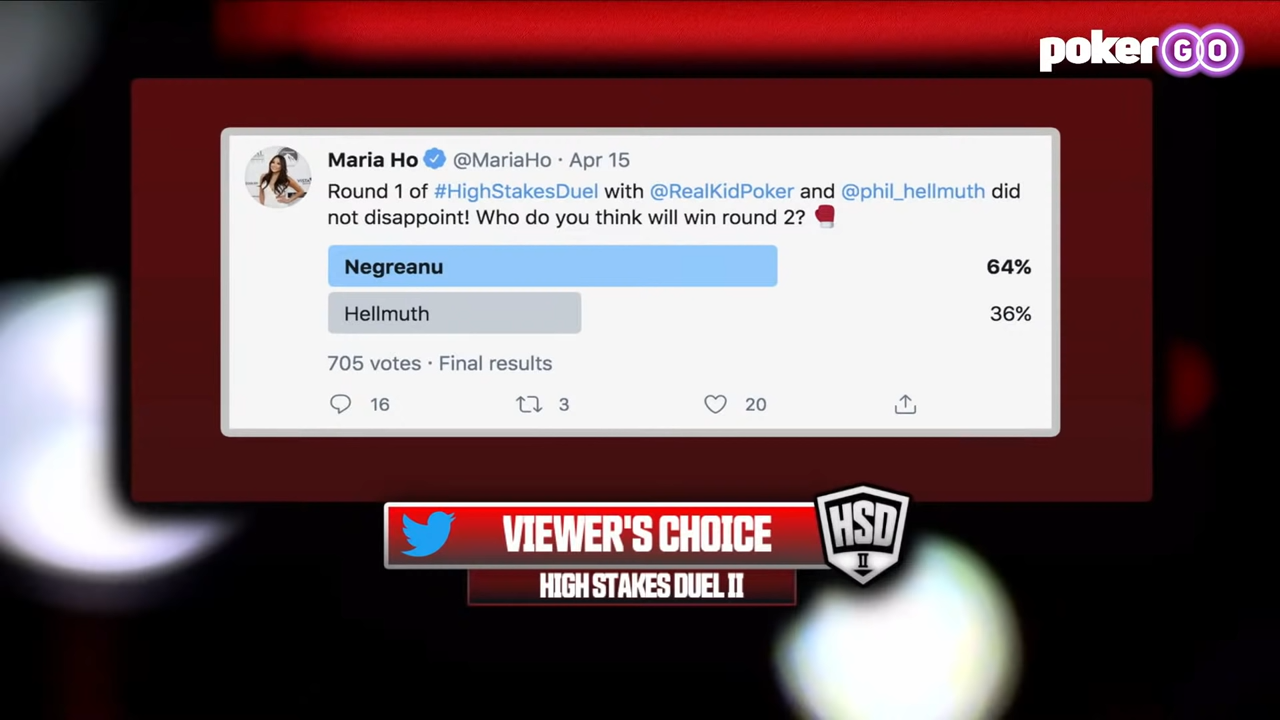 pokerGO
Maria Ho @MariaHo · Apr 15
Round 1 of #HighStakesDuel with @RealKidPoker and @phil_hellmuth did
not disappoint! Who do you think will win round 2? 🥊
Negreanu 64%
Hellmuth 36%
705 votes · Final results
16 3 20
VIEWER'S CHOICE
HSD
II
HIGH STAKES DUEL II